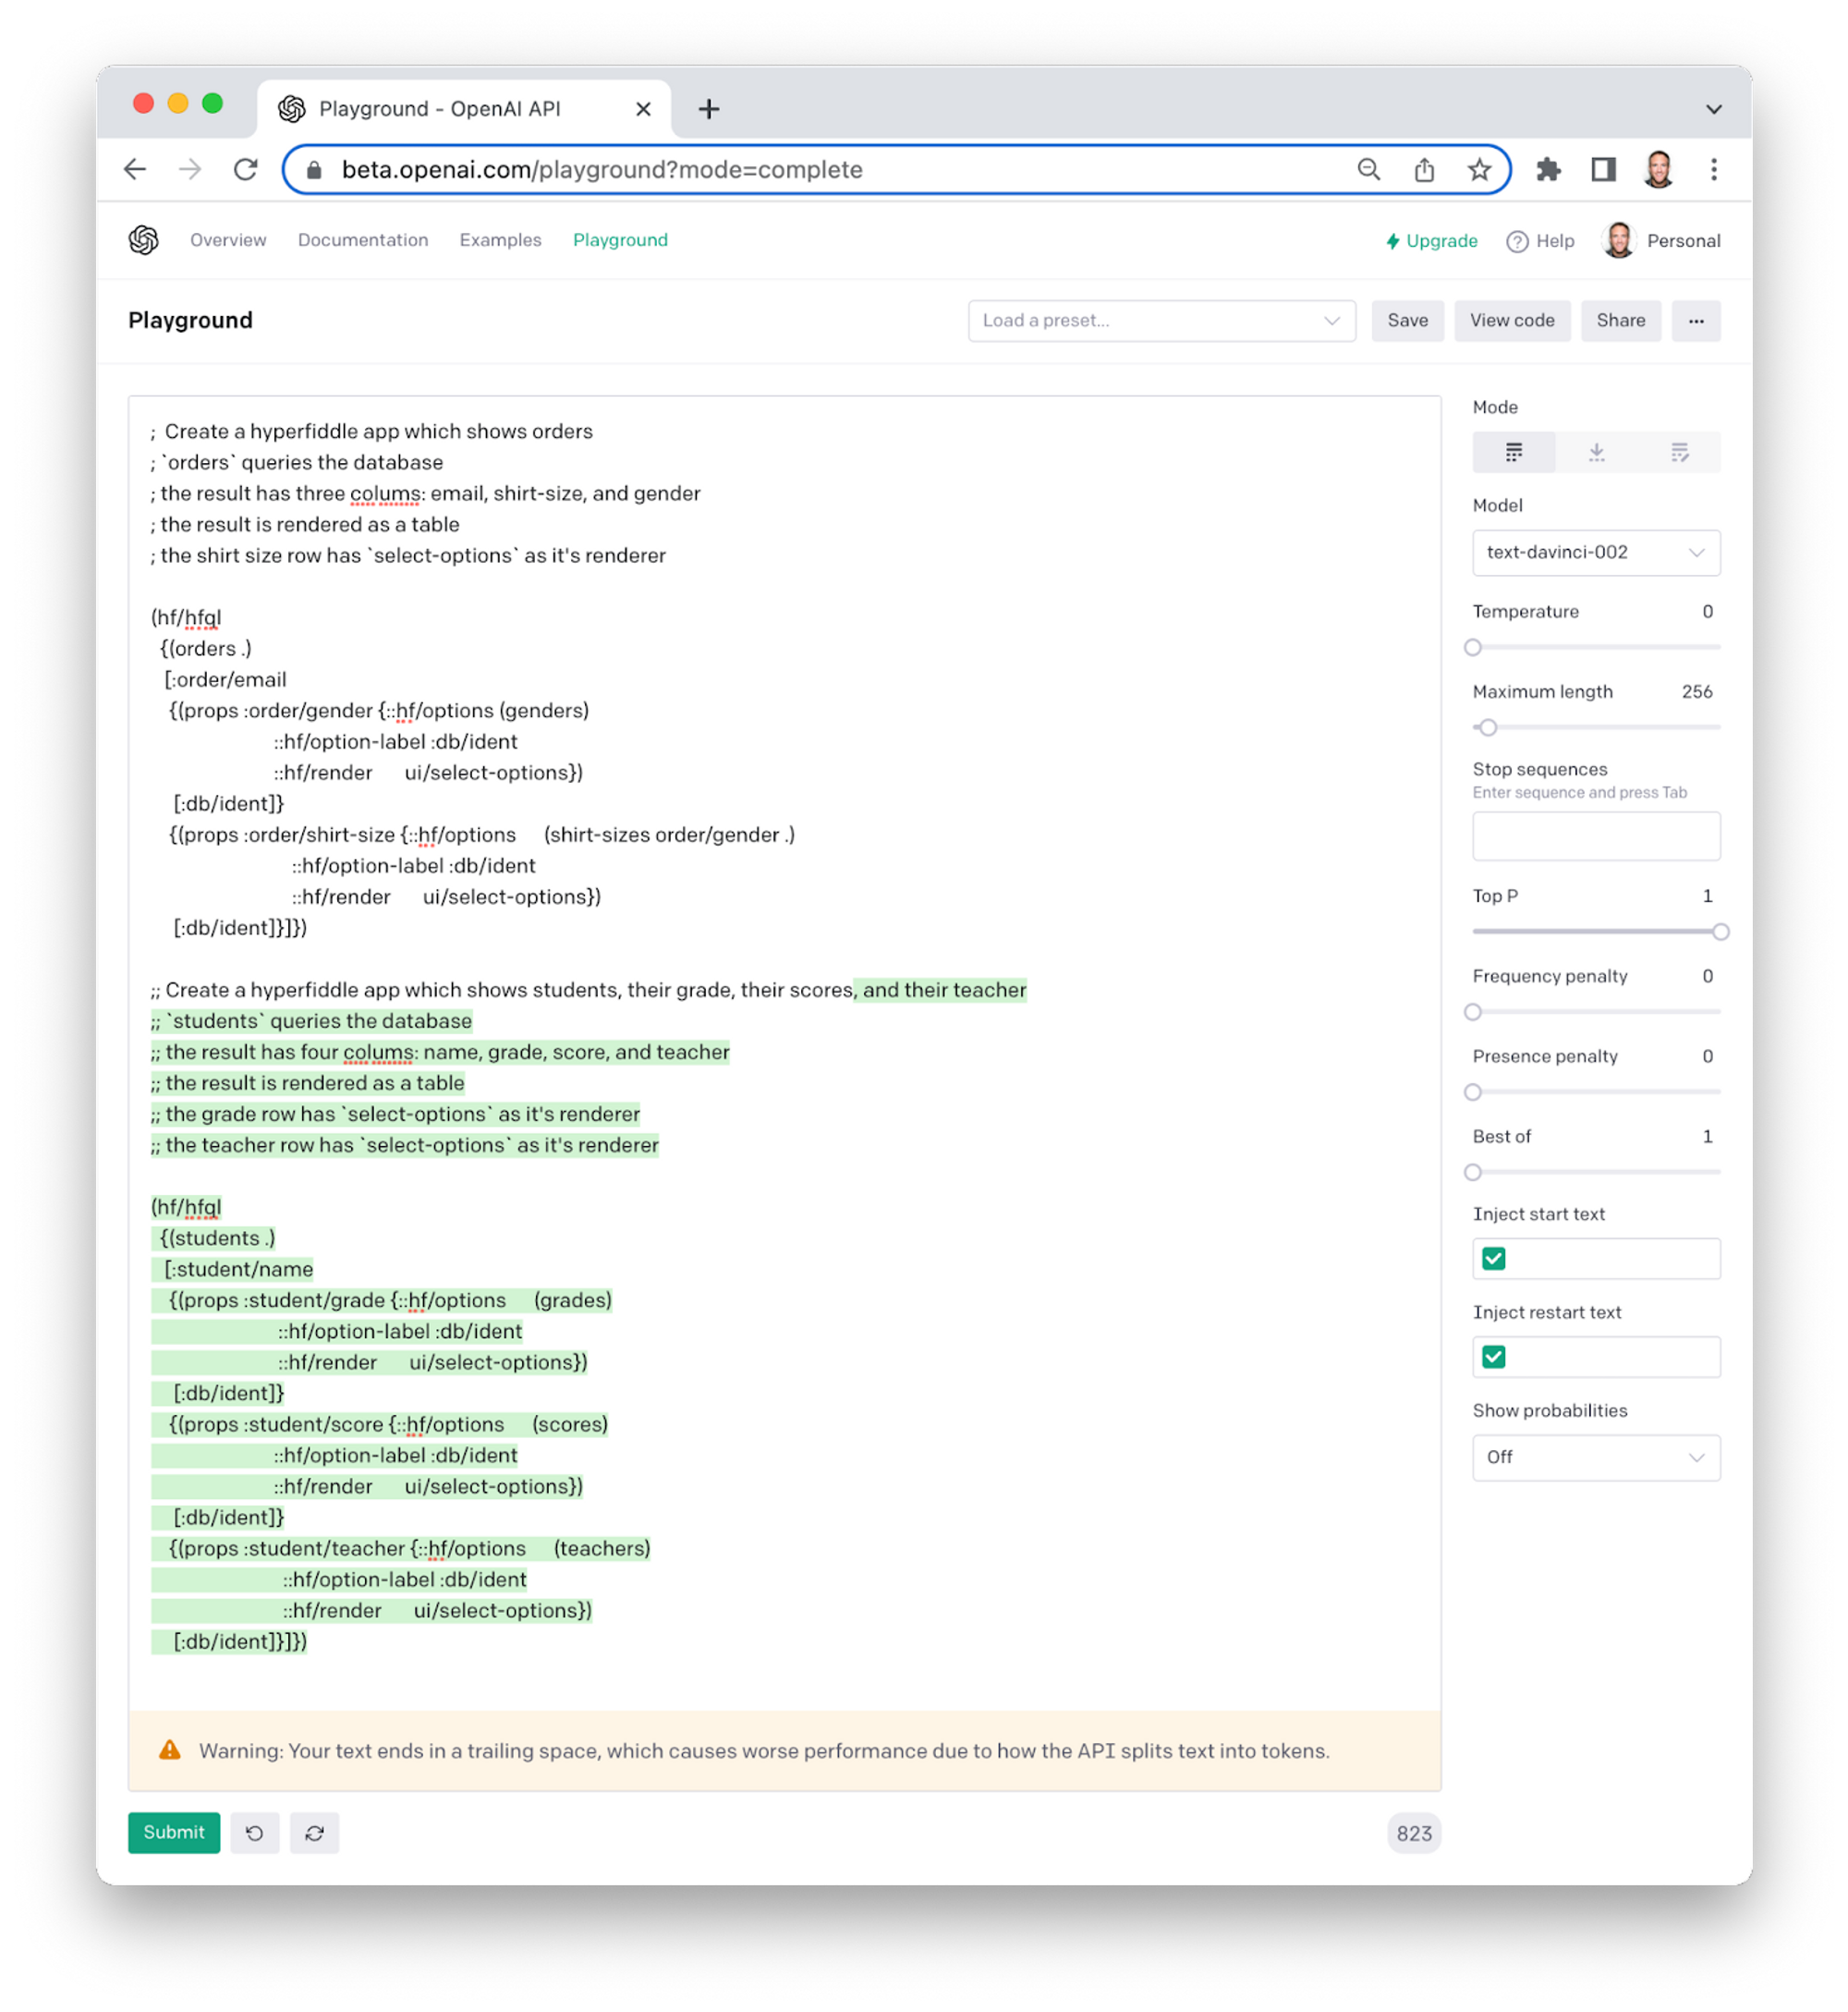 Playground - OpenAI API
beta.openai.com/playground?mode=complete
Overview Documentation Examples Playground Upgrade Help Personal
Playground Load a preset... Save View code Share ...
; Create a hyperfiddle app which shows orders
; `orders` queries the database
; the result has three colums: email, shirt-size, and gender
; the result is rendered as a table
; the shirt size row has `select-options` as it's renderer
(hf/hfql
{(orders .)
[:order/email
{(props :order/gender {::hf/options (genders)
::hf/option-label :db/ident
::hf/render ui/select-options})
[:db/ident]}
{(props :order/shirt-size {::hf/options (shirt-sizes order/gender .)
::hf/option-label :db/ident
::hf/render ui/select-options})
[:db/ident]}]})
;; Create a hyperfiddle app which shows students, their grade, their scores, and their teacher
;; `students` queries the database
;; the result has four colums: name, grade, score, and teacher
;; the result is rendered as a table
;; the grade row has `select-options` as it's renderer
;; the teacher row has `select-options` as it's renderer
(hf/hfql
{(students .)
[:student/name
{(props :student/grade {::hf/options (grades)
::hf/option-label :db/ident
::hf/render ui/select-options})
[:db/ident]}
{(props :student/score {::hf/options (scores)
::hf/option-label :db/ident
::hf/render ui/select-options})
[:db/ident]}
{(props :student/teacher {::hf/options (teachers)
::hf/option-label :db/ident
::hf/render ui/select-options})
[:db/ident]}]})
Warning: Your text ends in a trailing space, which causes worse performance due to how the API splits text into tokens.
Submit 823
Mode
Model
text-davinci-002
Temperature 0
Maximum length 256
Stop sequences
Enter sequence and press Tab
Top P 1
Frequency penalty 0
Presence penalty 0
Best of 1
Inject start text
Inject restart text
Show probabilities
Off